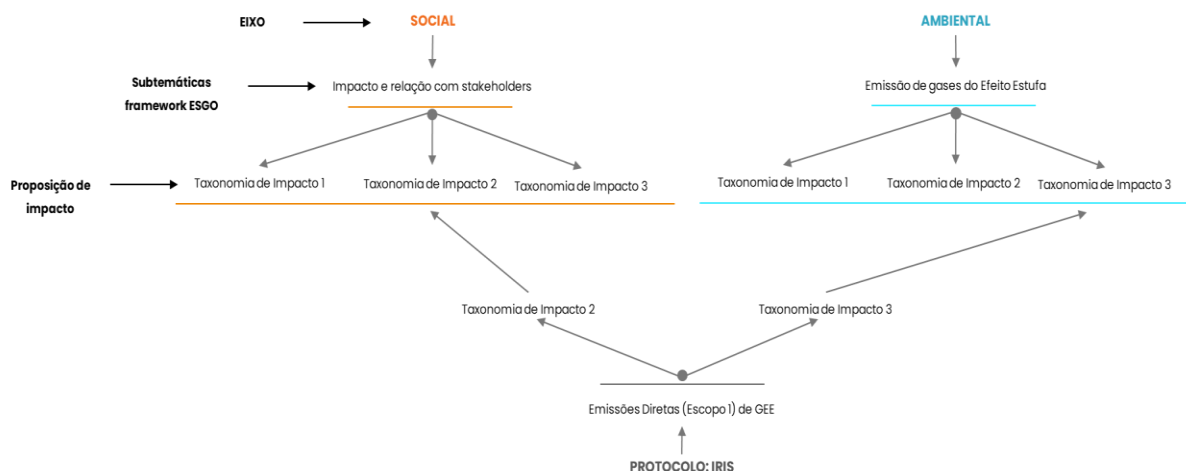 EIXO
SOCIAL
AMBIENTAL
Subtemáticas
framework ESGO
Impacto e relação com stakeholders
Emissão de gases do Efeito Estufa
Proposição de
impacto
Taxonomia de Impacto 1
Taxonomia de Impacto 2
Taxonomia de Impacto 3
Taxonomia de Impacto 1
Taxonomia de Impacto 2
Taxonomia de Impacto 3
Taxonomia de Impacto 2
Taxonomia de Impacto 3
Emissões Diretas (Escopo 1) de GEE
PROTOCOLO: IRIS